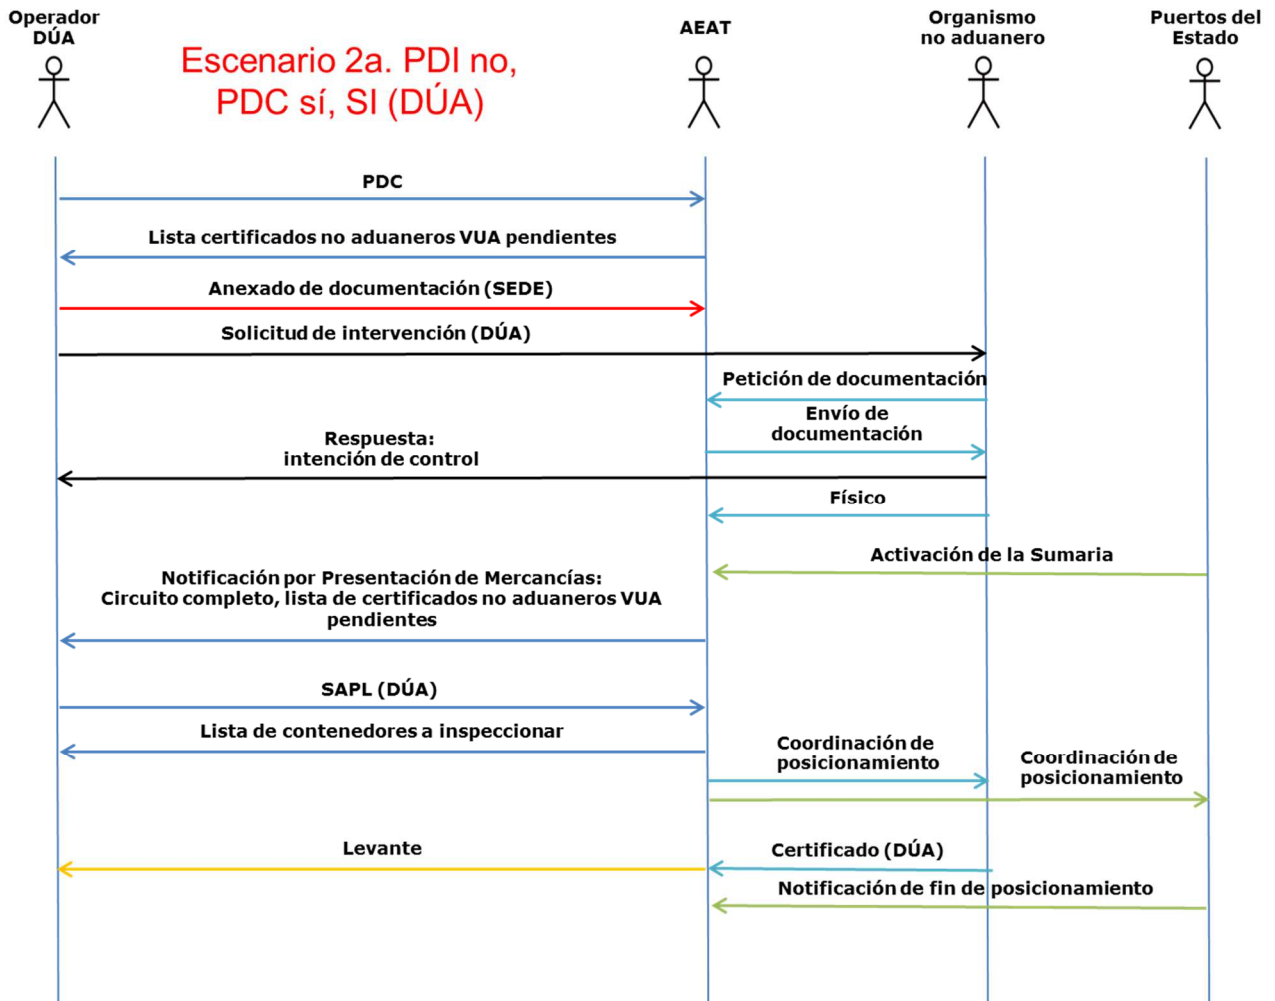 Operador
DÚA
AEAT
Organismo
no aduanero
Puertos del
Estado
Escenario 2a. PDI no,
PDC sí, SI (DÚA)
PDC
Lista certificados no aduaneros VUA pendientes
Anexado de documentación (SEDE)
Solicitud de intervención (DÚA)
Petición de documentación
Envío de
documentación
Respuesta:
intención de control
Físico
Activación de la Sumaria
Notificación por Presentación de Mercancías:
Circuito completo, lista de certificados no aduaneros VUA
pendientes
SAPL (DÚA)
Lista de contenedores a inspeccionar
Coordinación de
posicionamiento
Coordinación de
posicionamiento
Levante
Certificado (DÚA)
Notificación de fin de posicionamiento